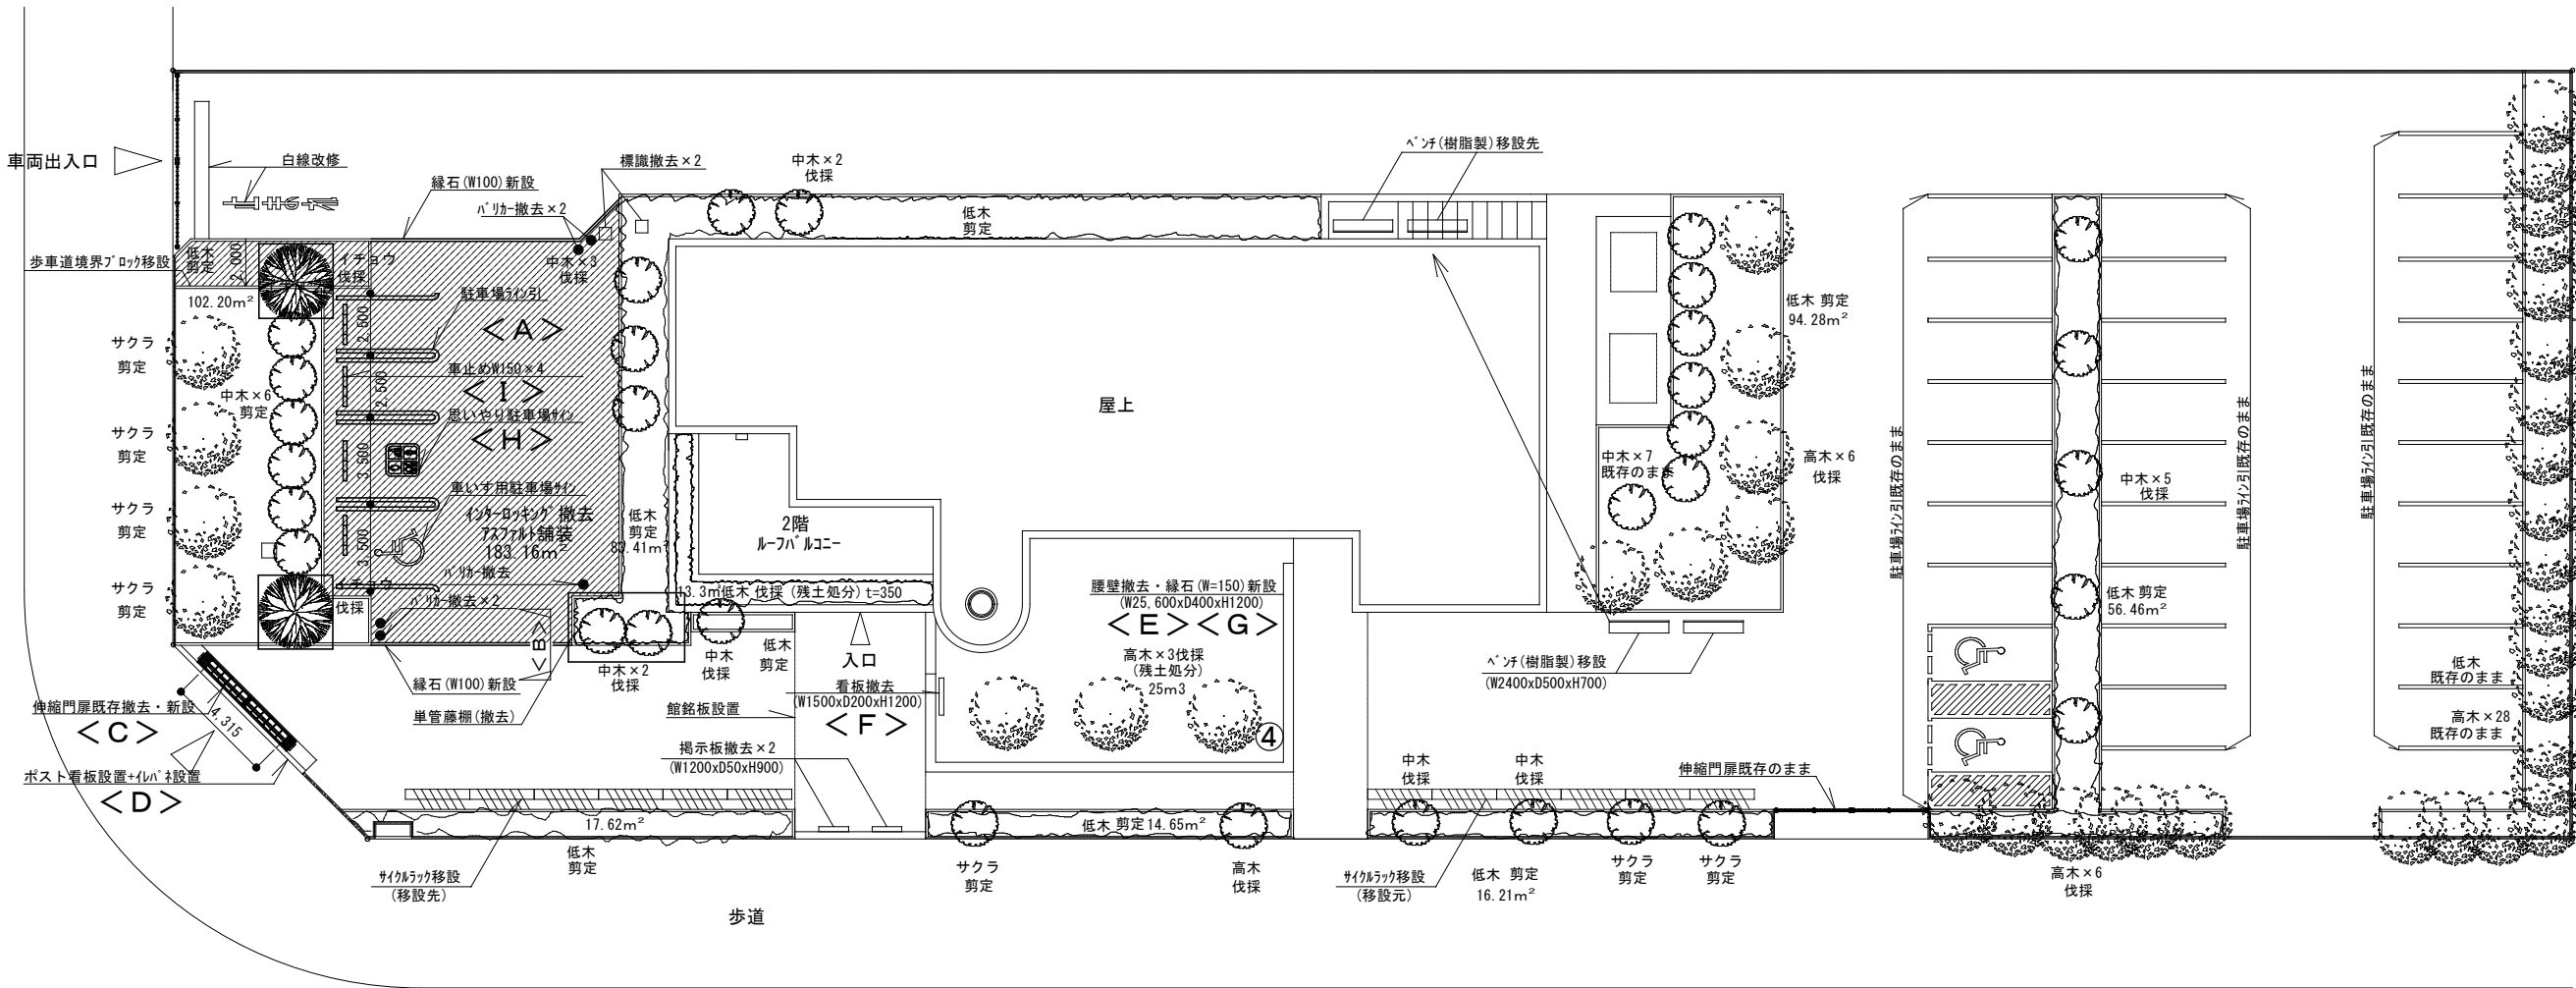 車両出入口
白線改修
標識撤去×2
中木×2
伐採
ベンチ(樹脂製)移設先
縁石(W100)新設
バリカー撤去×2
低木
剪定
低木
剪定
2.000
イチョウ
伐採
中木×3
伐採
歩車道境界ブロック移設
102.20m²
駐車場ライン引
低木 剪定
94.28m²
<A>
2.500
サクラ
剪定
車止めW150×4
<I>
2.500
中木×6
剪定
思いやり駐車場サイン
<H>
屋上
サクラ
剪定
3.500
中木×7
既存のまま
高木×6
伐採
駐車場ライン引既存のまま
駐車場ライン引既存のまま
駐車場ライン引既存のまま
中木×5
伐採
車いす用駐車場サイン
サクラ
剪定
インターロッキング撤去
アスファルト舗装
183.16m²
3.500
低木
剪定
2階
ルーフバルコニー
バリカー撤去
サクラ
剪定
イチョウ
伐採
バリカー撤去×2
13.3㎡低木 伐採 (残土処分) t=350
腰壁撤去・縁石(W=150)新設
(W25,600xD400xH1200)
<E><G>
低木 剪定
56.46m²
<B>
中木×2
伐採
中木
伐採
低木
剪定
入口
高木×3伐採
(残土処分)
25m3
ベンチ(樹脂製)移設
(W2400xD500xH700)
低木
既存のまま
縁石(W100)新設
看板撤去
(W1500xD200xH1200)
<F>
伸縮門扉既存撤去・新設
<C>
4,315
単管藤棚(撤去)
館銘板設置
④
高木×28
既存のまま
掲示板撤去×2
(W1200xD50xH900)
中木
伐採
中木
伐採
伸縮門扉既存のまま
<D>
17.62m²
低木 剪定14.65m²
低木
剪定
サクラ
剪定
高木
伐採
サイクルラック移設
(移設先)
サイクルラック移設
(移設元)
低木 剪定
16.21m²
サクラ
剪定
サクラ
剪定
高木×6
伐採
歩道